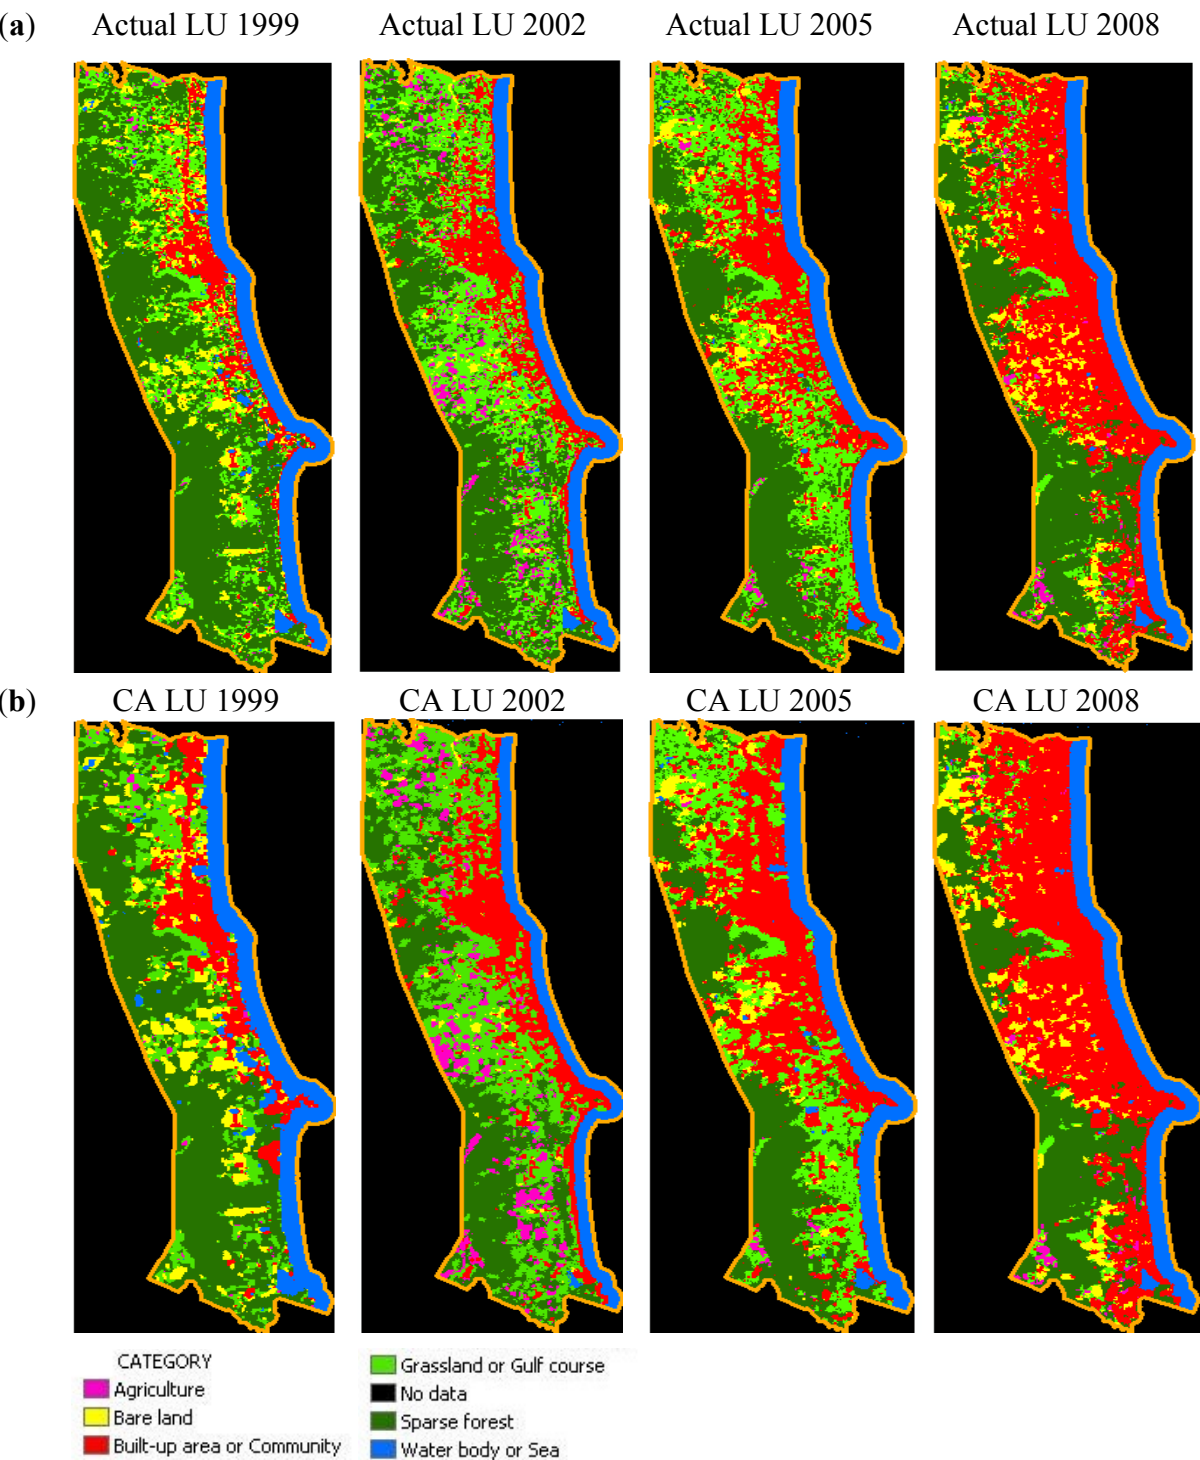 (a) Actual LU 1999 Actual LU 2002 Actual LU 2005 Actual LU 2008
(b) CA LU 1999 CA LU 2002 CA LU 2005 CA LU 2008
CATEGORY
Agriculture
Bare land
Built-up area or Community
Grassland or Gulf course
No data
Sparse forest
Water body or Sea